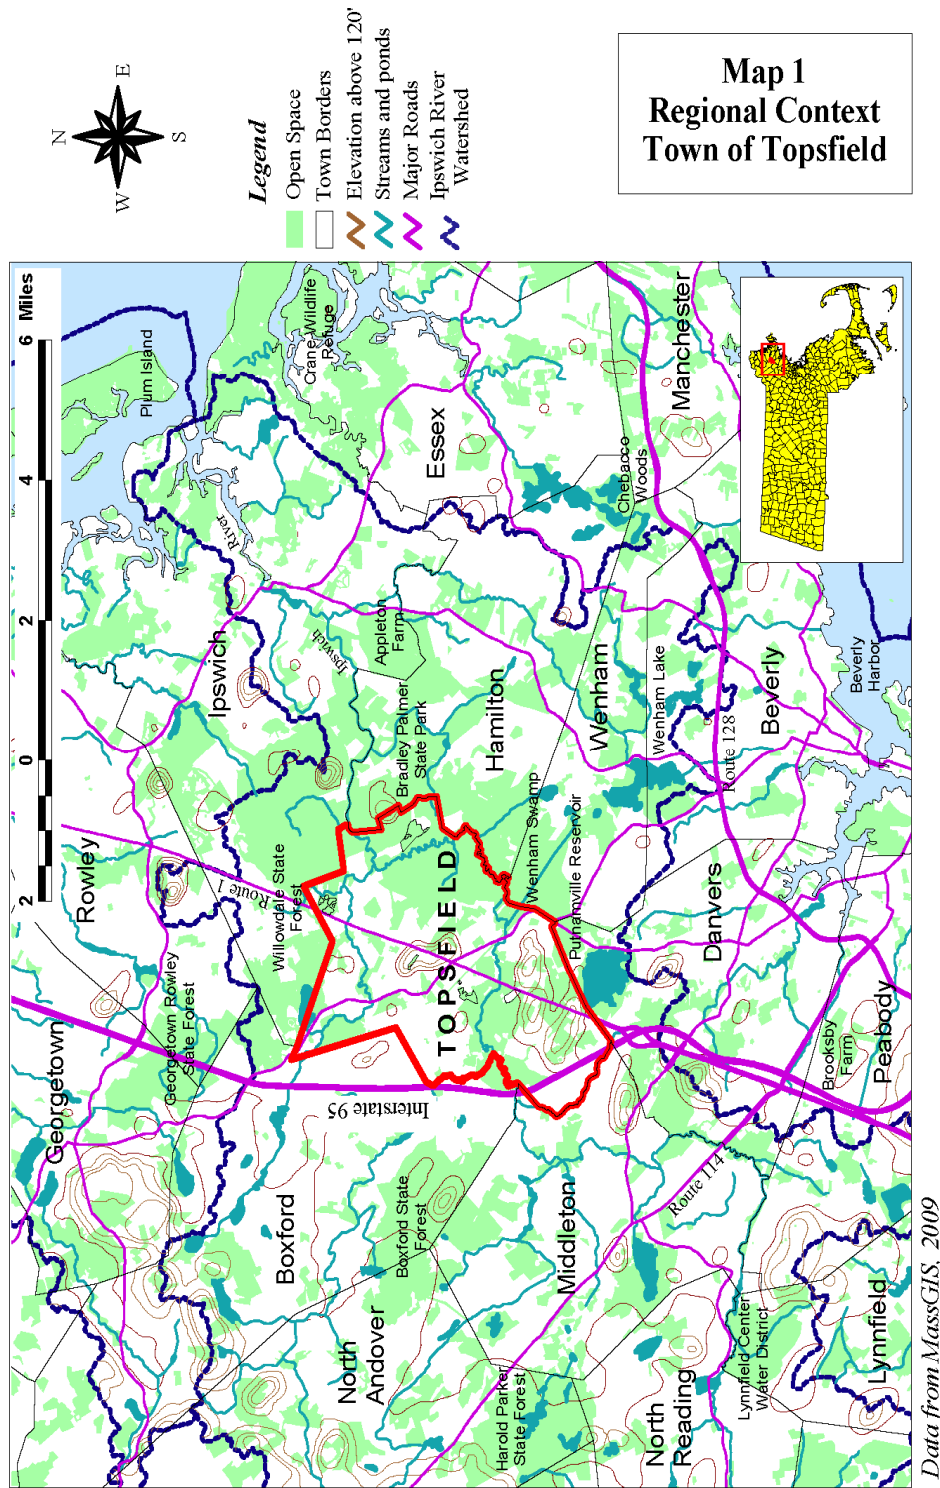 Map 1
Regional Context
Town of Topsfield
N
E
S
W
Legend
Open Space
Town Borders
Elevation above 120'
Streams and ponds
Major Roads
Ipswich River
Watershed
2
0
2
4
6
Miles
Plum Island
Crane Wildlife
Refuge
River
Ipswich
Ipswich
Essex
Manchester
Chebacco
Woods
Appleton
Farm
Bradley Palmer
State Park
Hamilton
Wenham
Wenham Lake
Beverly
Beverly
Harbor
Route 128
Rowley
Route 1
Willowdale State
Forest
TOPSFIELD
Wenham Swamp
Putnamville Reservoir
Danvers
Georgetown
Georgetown Rowley
State Forest
Interstate 95
Brooksby
Farm
Peabody
Boxford
Boxford State
Forest
Middleton
Route 114
North
Andover
Harold Parker
State Forest
North
Reading
Lynnfield Center
Water District
Lynnfield
Data from MassGIS, 2009